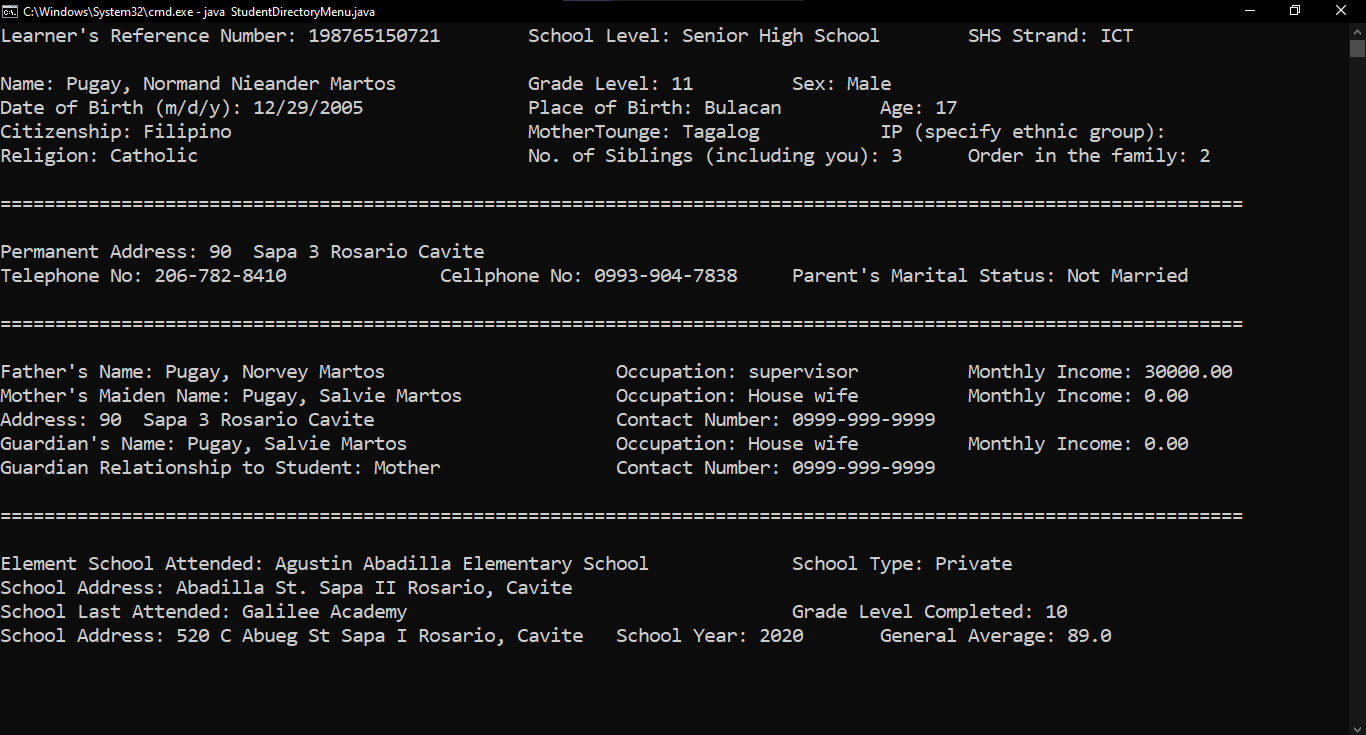 C:\Windows\System32\cmd.exe - java StudentDirectoryMenu.java
Learner's Reference Number: 198765150721 School Level: Senior High School SHS Strand: ICT
Name: Pugay, Normand Nieander Martos Grade Level: 11 Sex: Male
Date of Birth (m/d/y): 12/29/2005 Place of Birth: Bulacan Age: 17
Citizenship: Filipino MotherTounge: Tagalog IP (specify ethnic group):
Religion: Catholic No. of Siblings (including you): 3 Order in the family: 2
=================================================================================================================
Permanent Address: 90  Sapa 3 Rosario Cavite
Telephone No: 206-782-8410 Cellphone No: 0993-904-7838 Parent's Marital Status: Not Married
=================================================================================================================
Father's Name: Pugay, Norvey Martos Occupation: supervisor Monthly Income: 30000.00
Mother's Maiden Name: Pugay, Salvie Martos Occupation: House wife Monthly Income: 0.00
Address: 90  Sapa 3 Rosario Cavite Contact Number: 0999-999-9999
Guardian's Name: Pugay, Salvie Martos Occupation: House wife Monthly Income: 0.00
Guardian Relationship to Student: Mother Contact Number: 0999-999-9999
=================================================================================================================
Element School Attended: Agustin Abadilla Elementary School School Type: Private
School Address: Abadilla St. Sapa II Rosario, Cavite
School Last Attended: Galilee Academy Grade Level Completed: 10
School Address: 520 C Abueg St Sapa I Rosario, Cavite School Year: 2020 General Average: 89.0